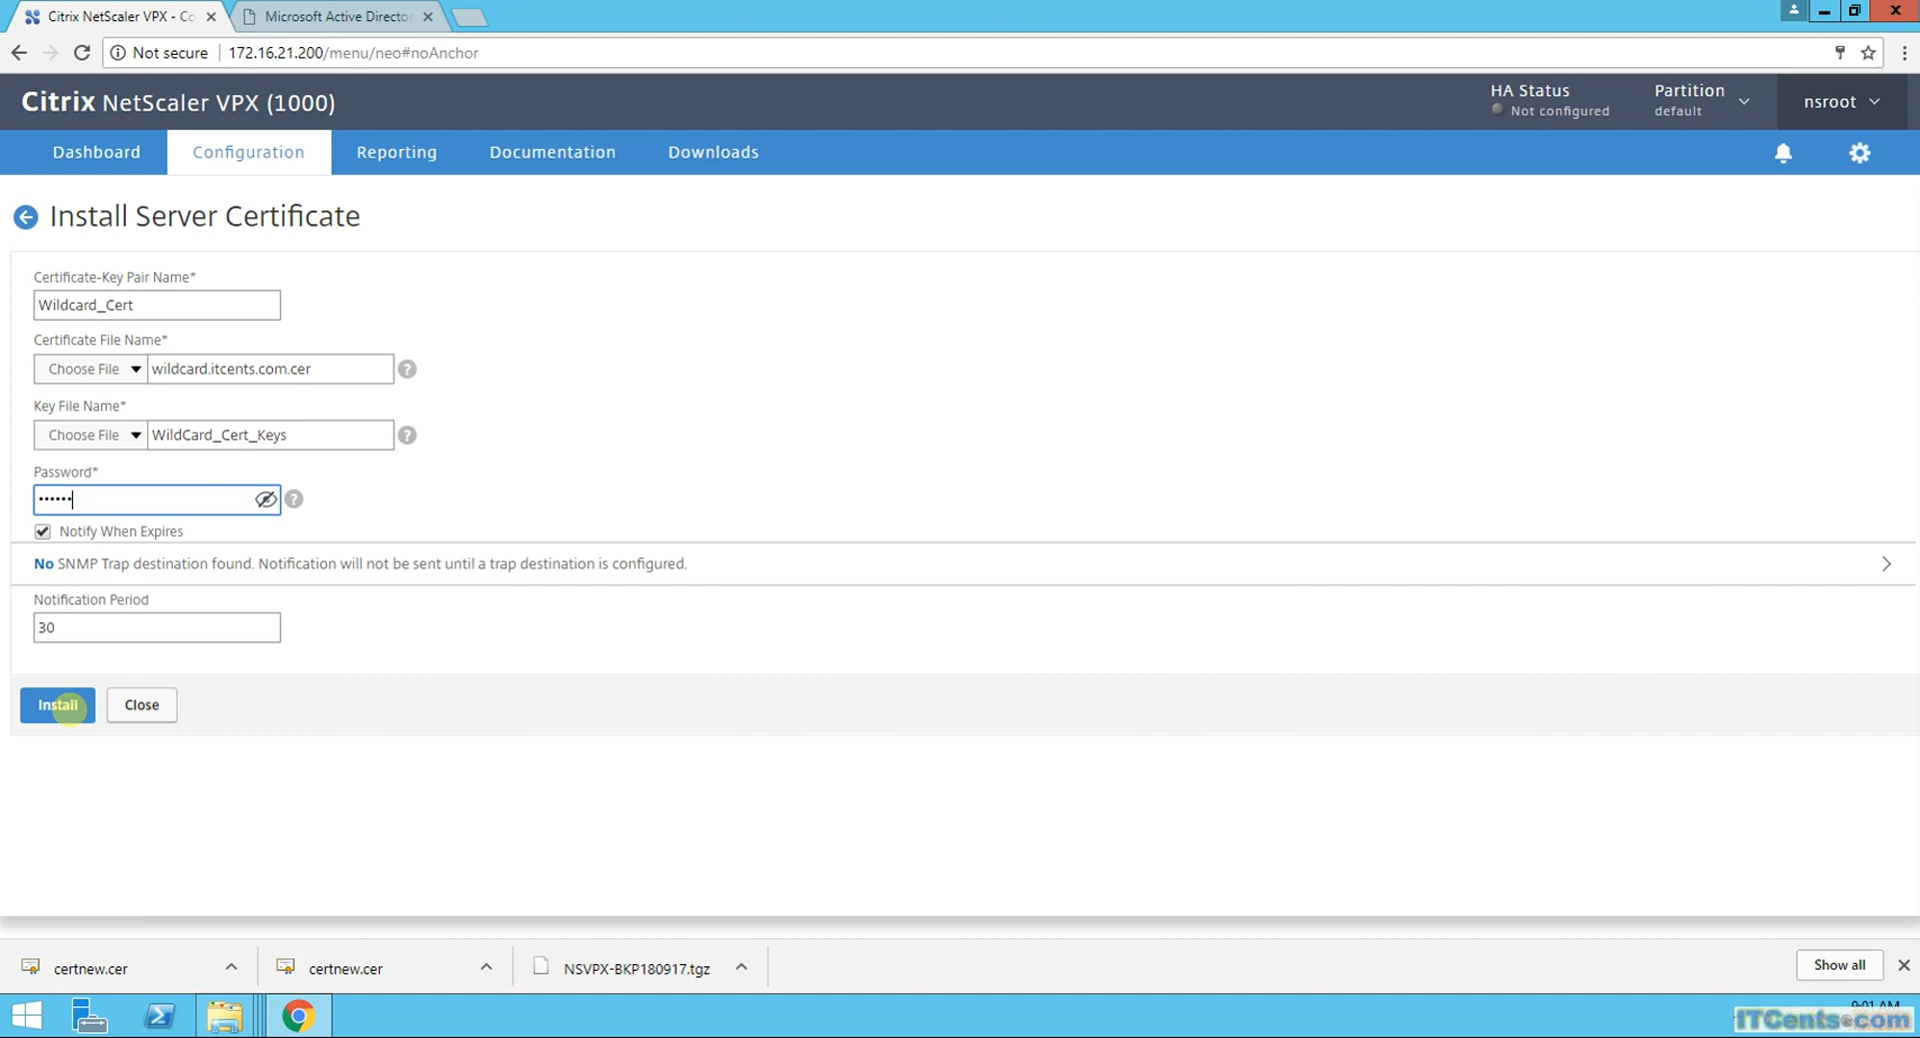 Citrix NetScaler VPX - Co
Microsoft Active Director
Not secure
172.16.21.200/menu/neo#noAnchor
Citrix NetScaler VPX (1000)
HA Status
Not configured
Partition
default
nsroot
Dashboard
Configuration
Reporting
Documentation
Downloads
Install Server Certificate
Certificate-Key Pair Name*
Wildcard_Cert
Certificate File Name*
Choose File
wildcard.itcents.com.cer
?
Key File Name*
Choose File
WildCard_Cert_Keys
?
Password*
••••••
?
Notify When Expires
No SNMP Trap destination found. Notification will not be sent until a trap destination is configured.
Notification Period
30
Install
Close
certnew.cer
certnew.cer
NSVPX-BKP180917.tgz
Show all
9:01 AM
ITCents.com